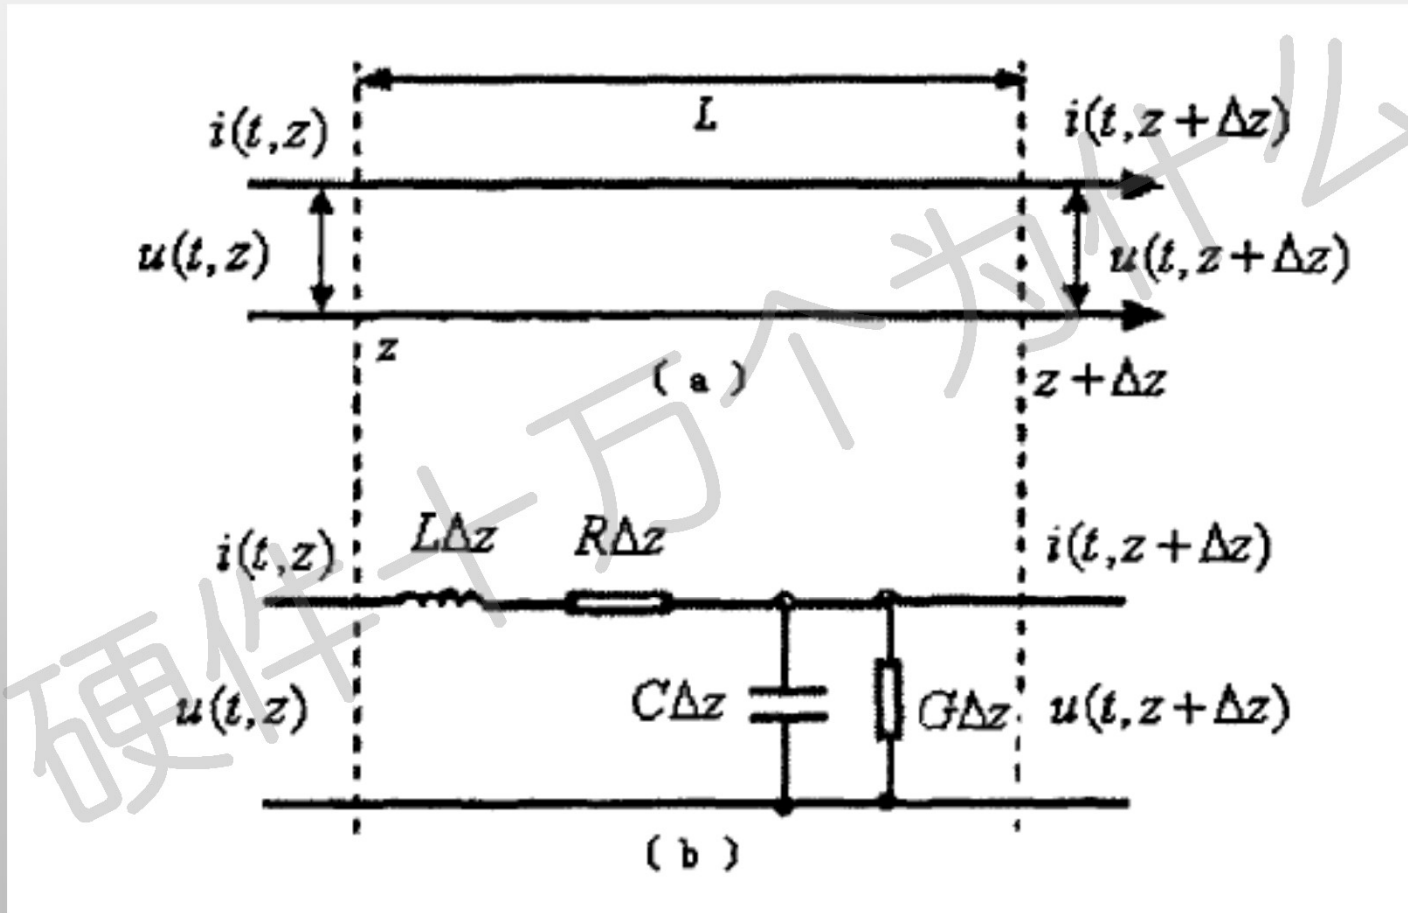 L
i(t,z)
i(t,z+Δz)
u(t,z)
u(t,z+Δz)
z
(a)
z+Δz
i(t,z)
LΔz
RΔz
i(t,z+Δz)
u(t,z)
CΔz
GΔz
u(t,z+Δz)
(b)
硬件十万个为什么